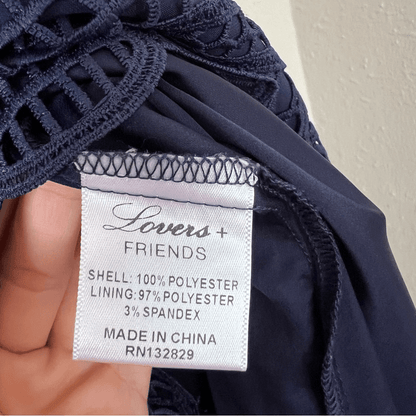 Lovers +
FRIENDS
SHELL: 100% POLYESTER
LINING: 97% POLYESTER
3% SPANDEX
MADE IN CHINA
RN132829